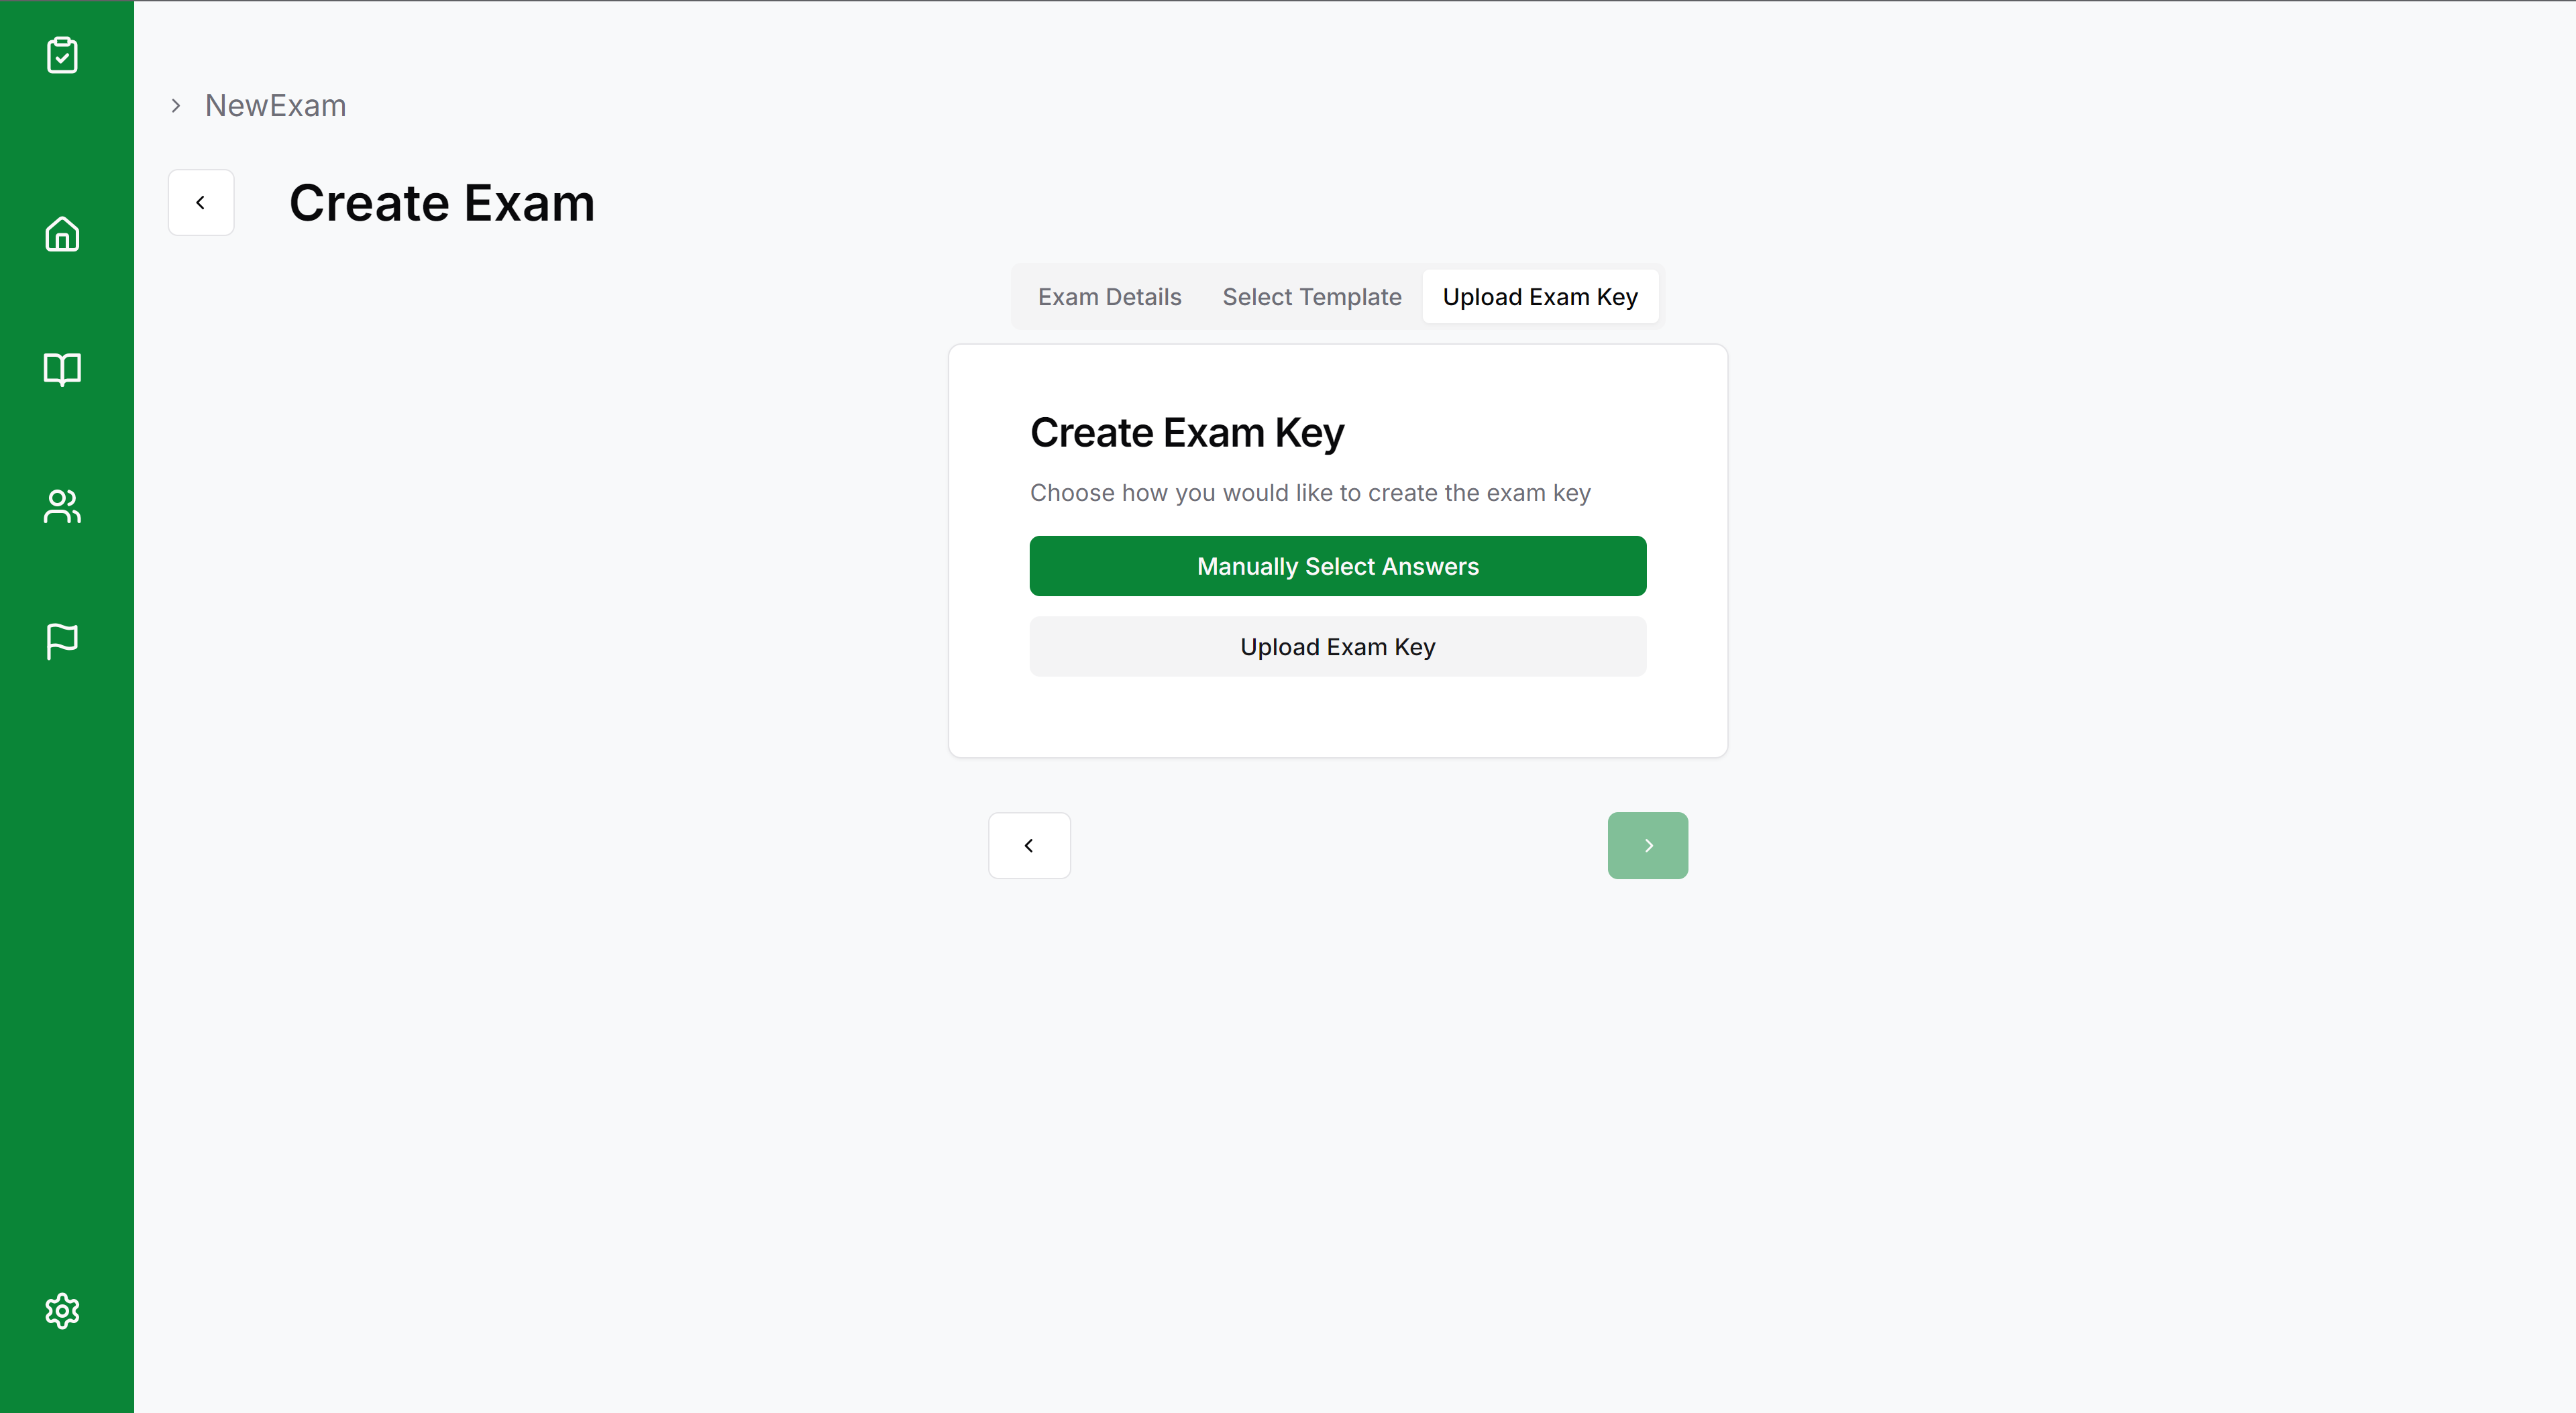 NewExam
Create Exam
Exam Details Select Template Upload Exam Key
Create Exam Key
Choose how you would like to create the exam key
Manually Select Answers
Upload Exam Key